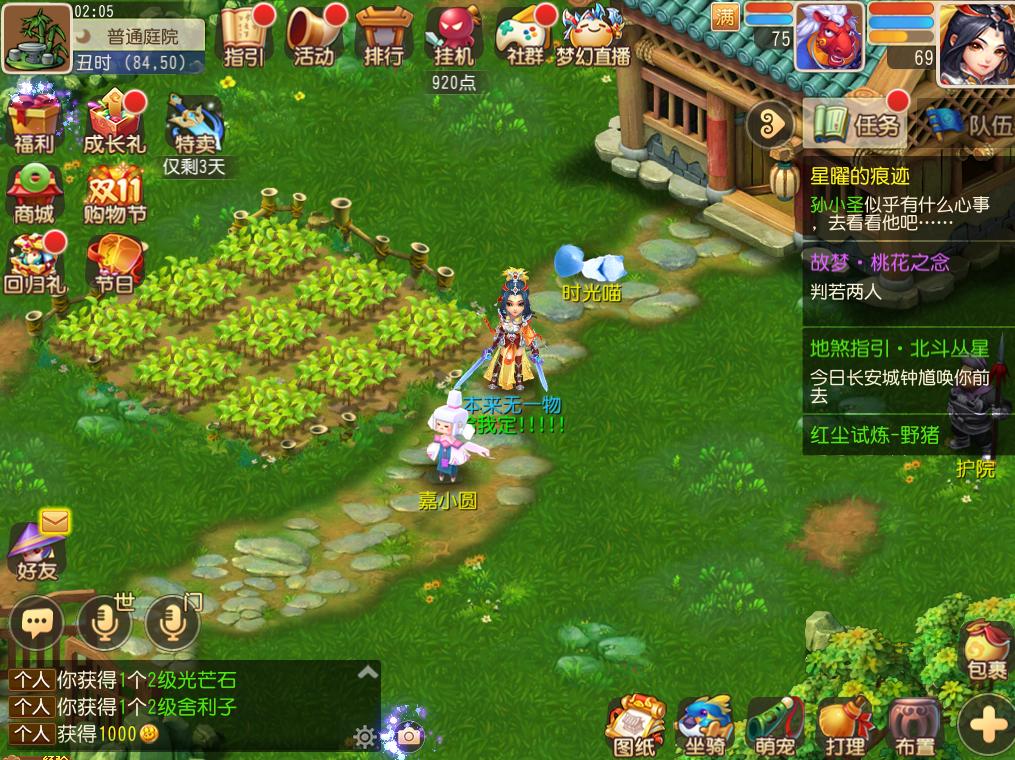 02:05
普通庭院
丑时 (84,50)
指引
活动
排行
挂机
社群
梦幻直播
920点
满
75
69
福利
成长礼
特卖
仅剩3天
商城
双11
购物节
回归礼
节日
任务
队伍
星曜的痕迹
孙小圣似乎有什么心事
，去看看他吧……
故梦·桃花之念
判若两人
地煞指引·北斗丛星
今日长安城钟馗唤你前
去
红尘试炼-野猪
护院
时光喵
本来无一物
我定!!!!!
嘉小圆
好友
世
门
个人 你获得1个2级光芒石
个人 你获得1个2级舍利子
个人 获得1000
包裹
图纸
坐骑
萌宠
打理
布置